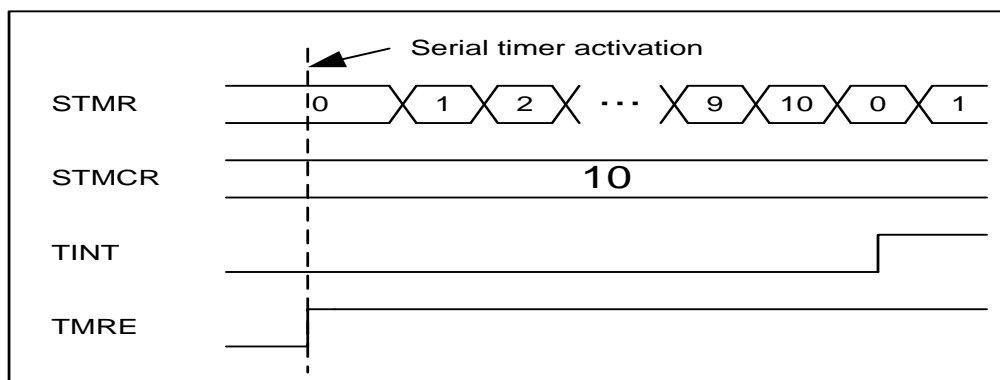 Serial timer activation
STMR 0 1 2 ··· 9 10 0 1
STMCR 10
TINT
TMRE